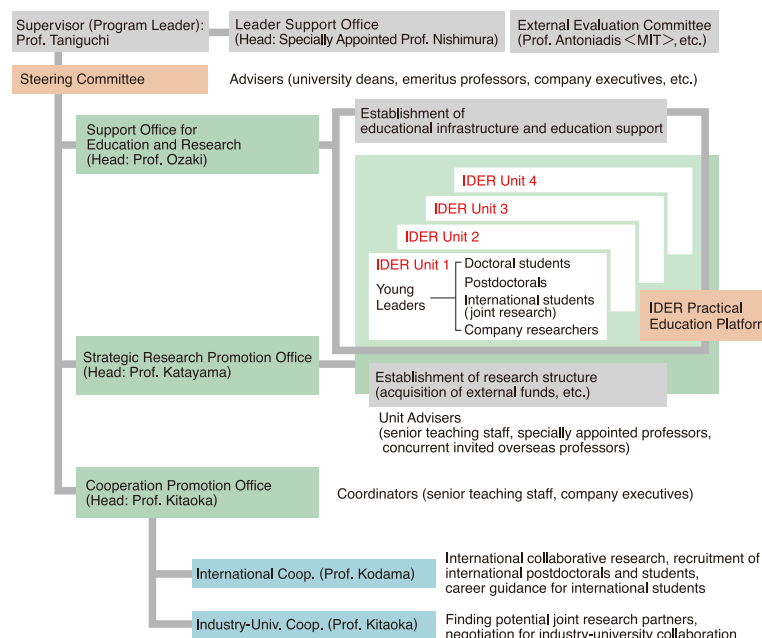 Supervisor (Program Leader):
Prof. Taniguchi
Leader Support Office
(Head: Specially Appointed Prof. Nishimura)
External Evaluation Committee
(Prof. Antoniadis <MIT>, etc.)
Steering Committee
Advisers (university deans, emeritus professors, company executives, etc.)
Support Office for
Education and Research
(Head: Prof. Ozaki)
Establishment of
educational infrastructure and education support
IDER Unit 4
IDER Unit 3
IDER Unit 2
IDER Unit 1
Young
Leaders
Doctoral students
Postdoctorals
International students
(joint research)
Company researchers
IDER Practical
Education Platform
Strategic Research Promotion Office
(Head: Prof. Katayama)
Establishment of research structure
(acquisition of external funds, etc.)
Unit Advisers
(senior teaching staff, specially appointed professors,
concurrent invited overseas professors)
Cooperation Promotion Office
(Head: Prof. Kitaoka)
Coordinators (senior teaching staff, company executives)
International Coop. (Prof. Kodama)
International collaborative research, recruitment of
international postdoctorals and students,
career guidance for international students
Industry-Univ. Coop. (Prof. Kitaoka)
Finding potential joint research partners,
negotiation for industry-university collaboration